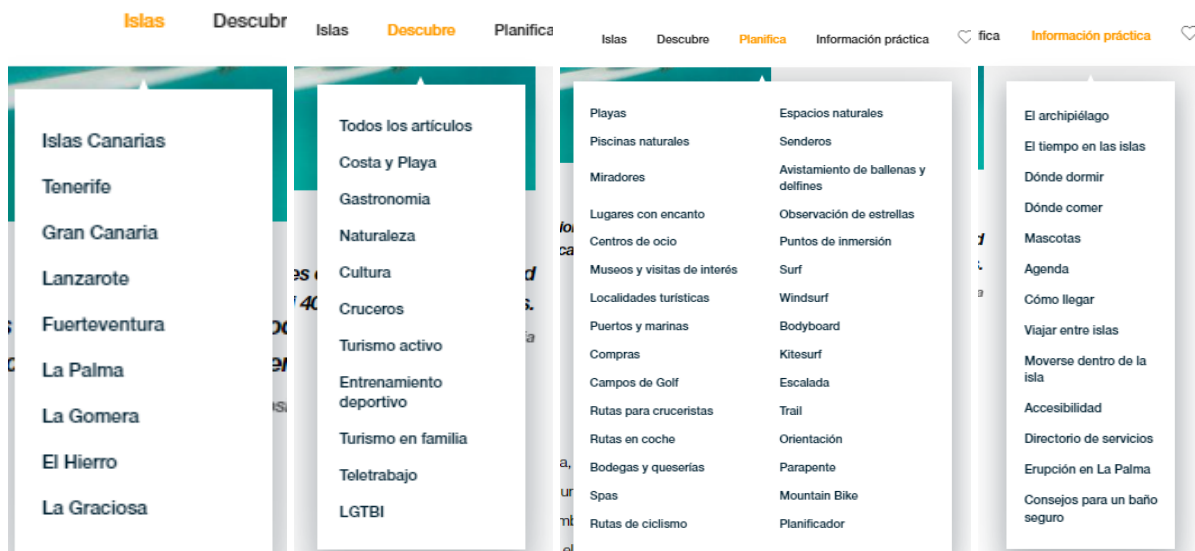 Islas Descubr
Islas Canarias
Tenerife
Gran Canaria
Lanzarote
Fuerteventura
La Palma
La Gomera
El Hierro
La Graciosa
Islas Descubre Planifica
Todos los artículos
Costa y Playa
Gastronomia
Naturaleza
Cultura
Cruceros
Turismo activo
Entrenamiento
deportivo
Turismo en familia
Teletrabajo
LGTBI
Islas Descubre Planifica Información práctica
Playas
Piscinas naturales
Miradores
Lugares con encanto
Centros de ocio
Museos y visitas de interés
Localidades turísticas
Puertos y marinas
Compras
Campos de Golf
Rutas para cruceristas
Rutas en coche
Bodegas y queserías
Spas
Rutas de ciclismo
Espacios naturales
Senderos
Avistamiento de ballenas y
delfines
Observación de estrellas
Puntos de inmersión
Surf
Windsurf
Bodyboard
Kitesurf
Escalada
Trail
Orientación
Parapente
Mountain Bike
Planificador
fica Información práctica
El archipiélago
El tiempo en las islas
Dónde dormir
Dónde comer
Mascotas
Agenda
Cómo llegar
Viajar entre islas
Moverse dentro de la
isla
Accesibilidad
Directorio de servicios
Erupción en La Palma
Consejos para un baño
seguro